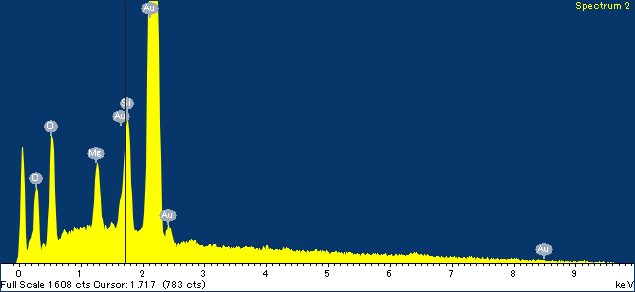 Spectrum 2
Au
Si
Au
O
Mg
C
Au
Au
0 1 2 3 4 5 6 7 8 9
Full Scale 1608 cts Cursor: 1.717 (783 cts) keV